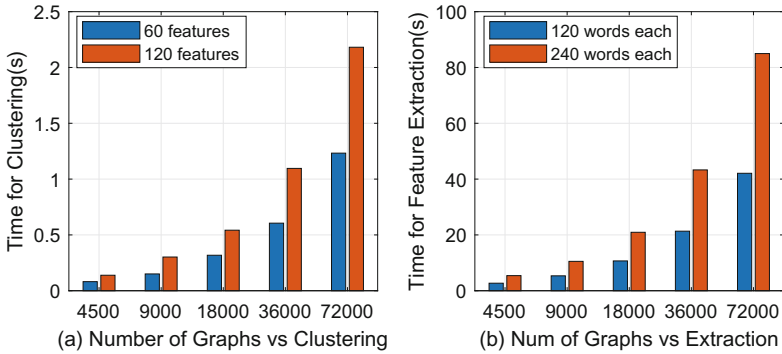 2.5
2
1.5
1
0.5
0
Time for Clustering(s)
60 features
120 features
4500 9000 18000 36000 72000
(a) Number of Graphs vs Clustering
100
80
60
40
20
0
Time for Feature Extraction(s)
120 words each
240 words each
4500 9000 18000 36000 72000
(b) Num of Graphs vs Extraction